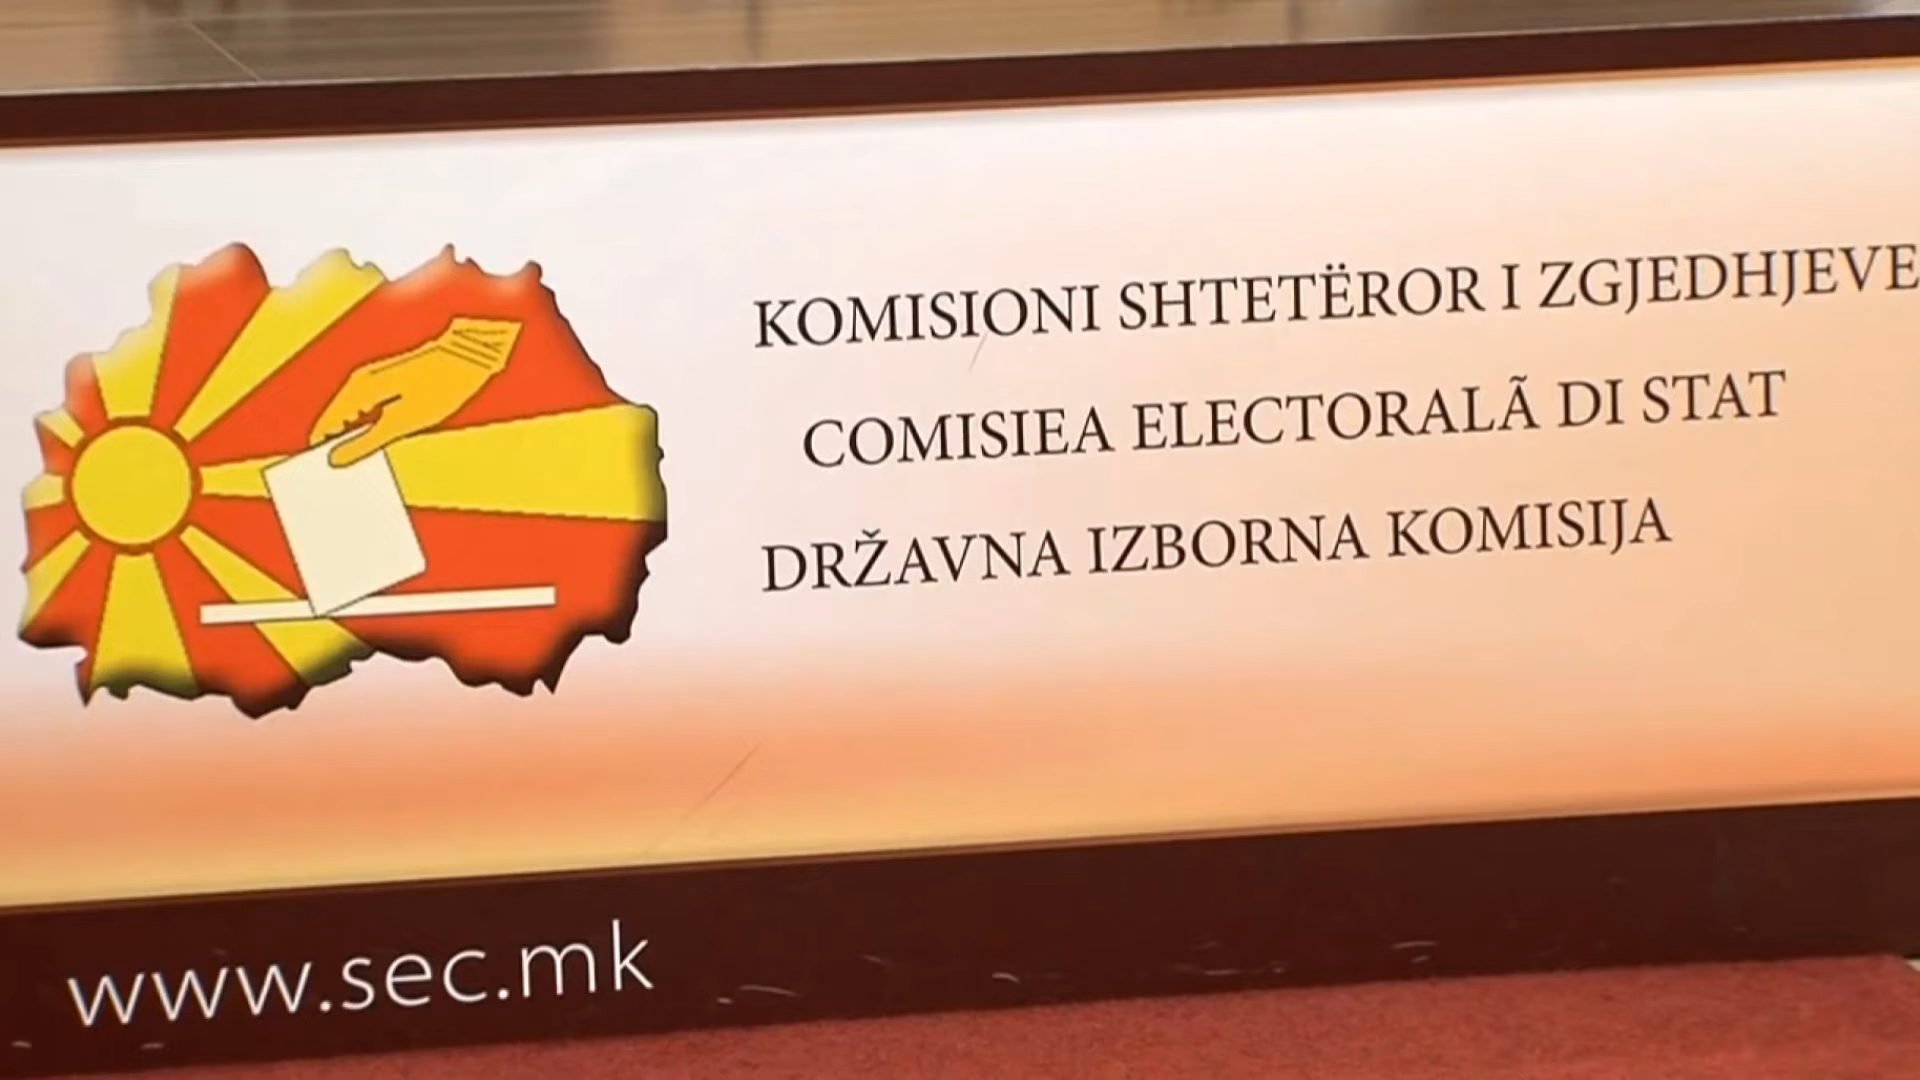 KOMISIONI SHTETËROR I ZGJEDHJEVE
COMISIEA ELECTORALÃ DI STAT
DRŽAVNA IZBORNA KOMISIJA
www.sec.mk